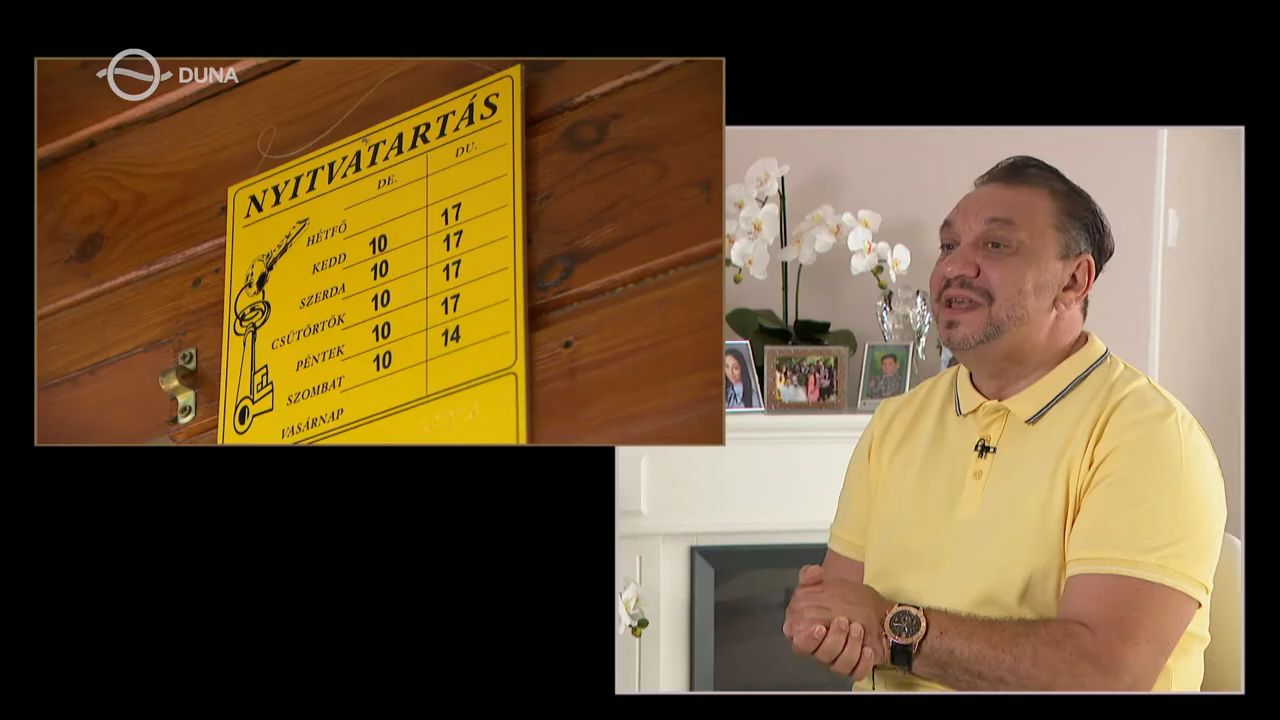 DUNA
NYITVATARTÁS
DE. DU.
HÉTFŐ
KEDD 10 17
SZERDA 10 17
CSÜTÖRTÖK 10 17
PÉNTEK 10 17
SZOMBAT 10 14
VASÁRNAP